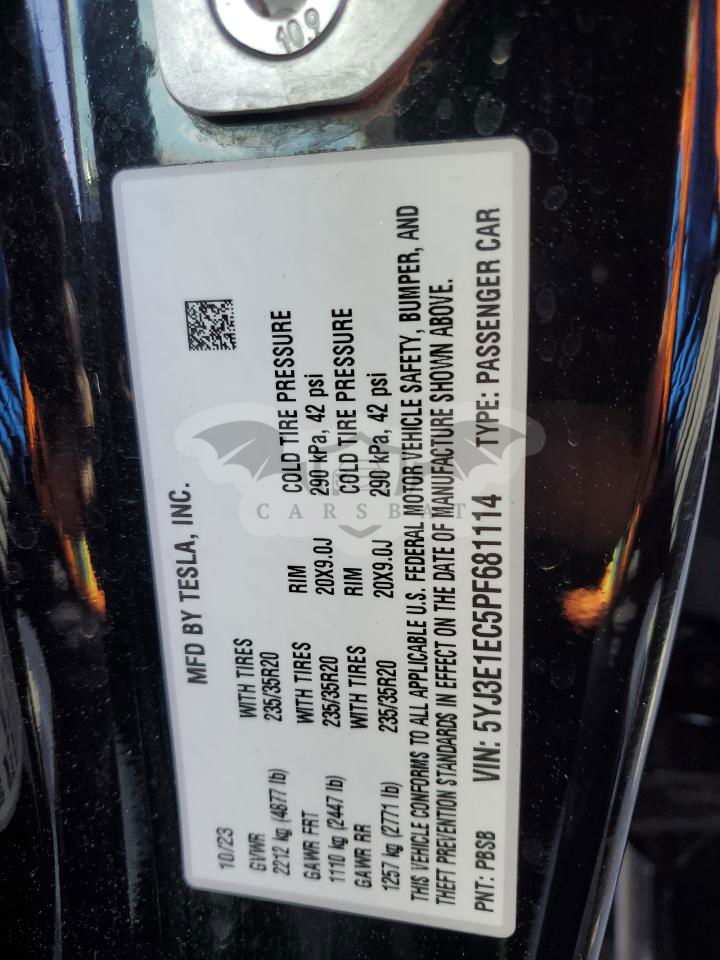 10.9
MFD BY TESLA, INC.
10/23
GVWR WITH TIRES RIM COLD TIRE PRESSURE
2212 kg (4877 lb) 235/35R20 20X9.0J 290 kPa, 42 psi
GAWR FRT WITH TIRES RIM COLD TIRE PRESSURE
1110 kg (2447 lb) 235/35R20 20X9.0J 290 kPa, 42 psi
GAWR RR WITH TIRES
1257 kg (2771 lb) 235/35R20
THIS VEHICLE CONFORMS TO ALL APPLICABLE U.S. FEDERAL MOTOR VEHICLE SAFETY, BUMPER, AND
THEFT PREVENTION STANDARDS IN EFFECT ON THE DATE OF MANUFACTURE SHOWN ABOVE.
PNT: PBSB VIN: 5YJ3E1EC5PF681114 TYPE: PASSENGER CAR
CARSBAT